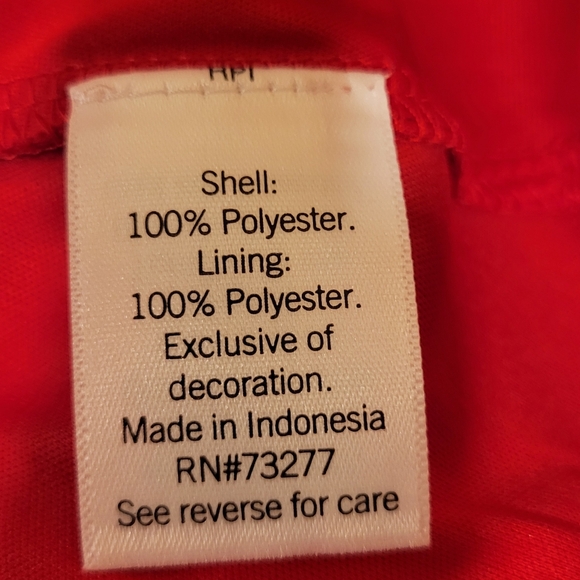 Shell:
100% Polyester.
Lining:
100% Polyester.
Exclusive of
decoration.
Made in Indonesia
RN#73277
See reverse for care